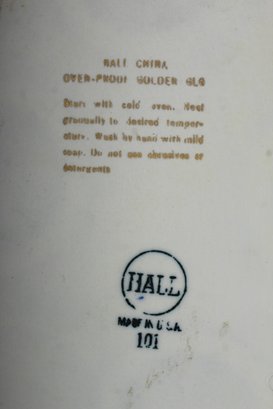 HALL CHINA
OVEN-PROOF GOLDEN GLO
Start with cold oven. Heat
gradually to desired temper-
ature. Wash by hand with mild
soap. Do not use abrasives or
detergents
HALL
MADE IN U.S.A.
101